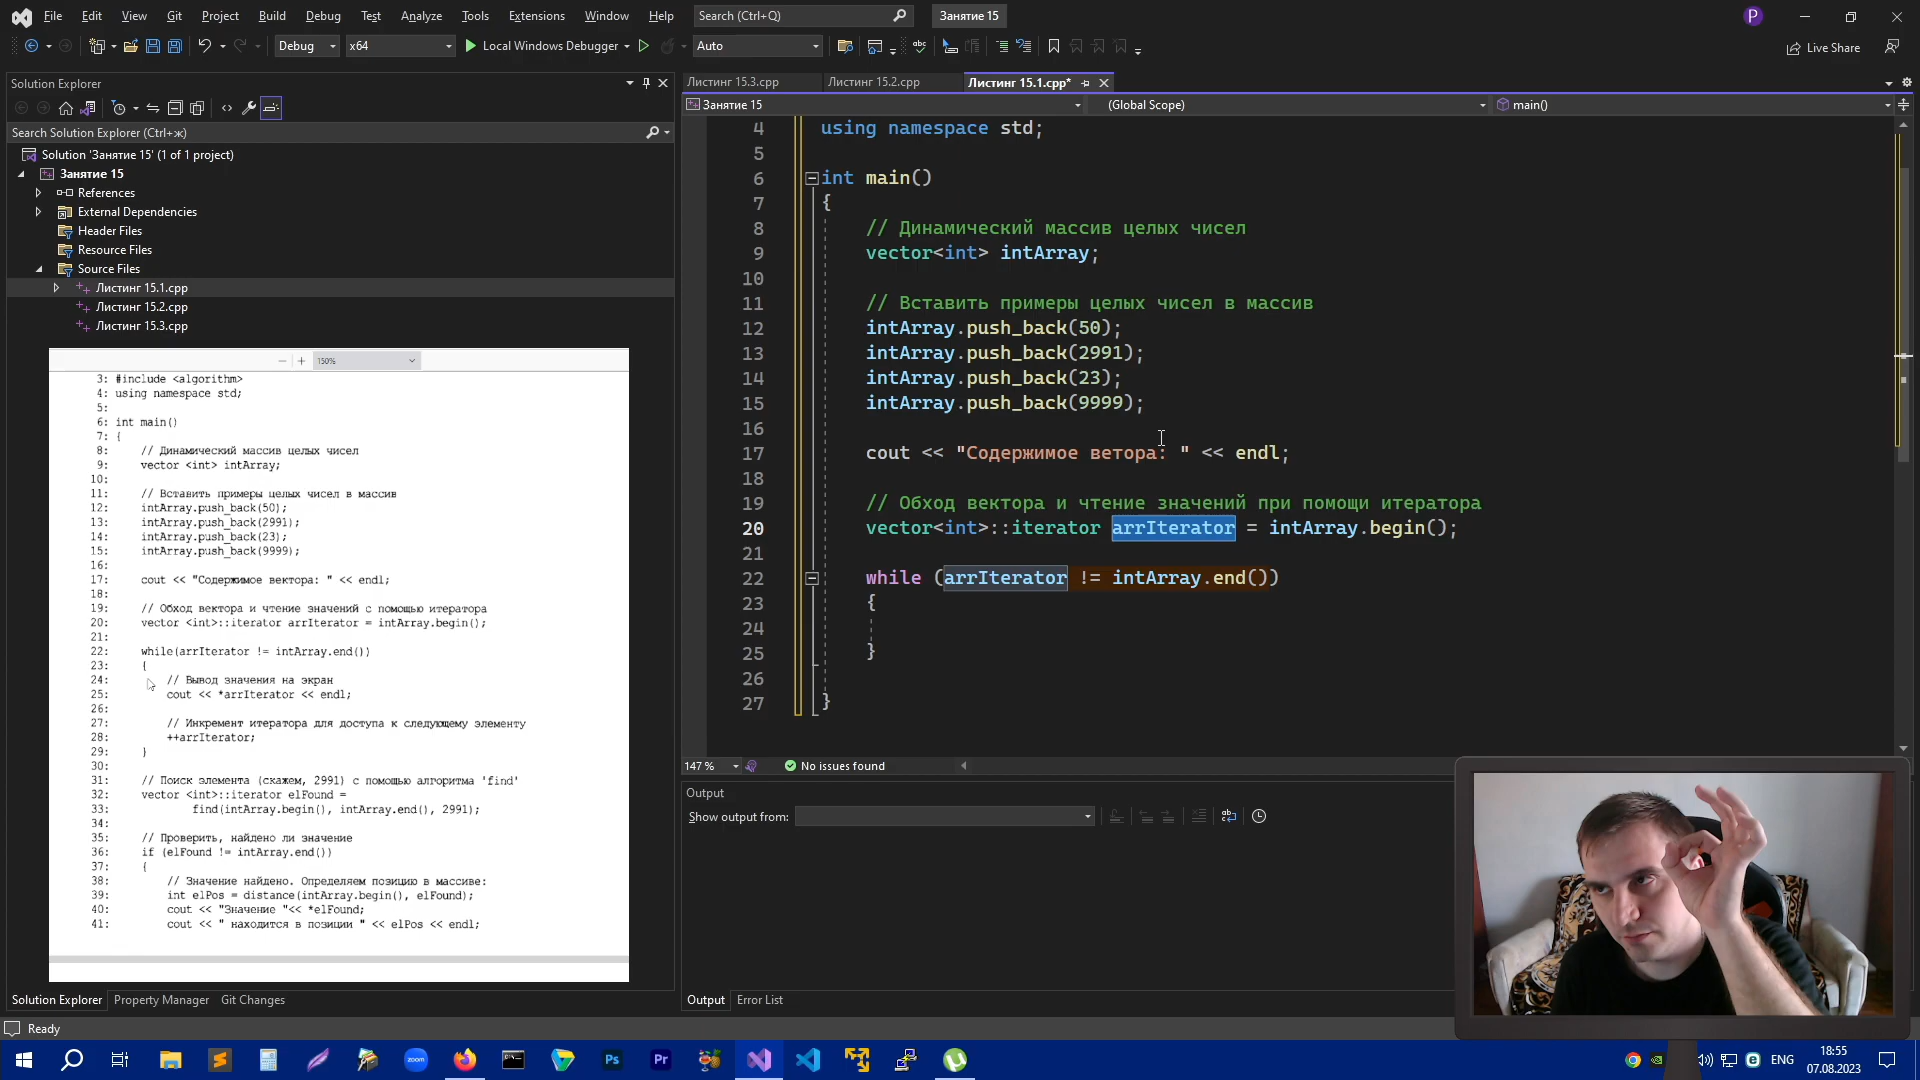 File Edit View Git Project Build Debug Test Analyze Tools Extensions Window Help Search (Ctrl+Q) Занятие 15 P
Debug x64 Local Windows Debugger Auto Live Share
Solution Explorer
Search Solution Explorer (Ctrl+ж)
Solution 'Занятие 15' (1 of 1 project)
Занятие 15
References
External Dependencies
Header Files
Resource Files
Source Files
Листинг 15.1.cpp
Листинг 15.2.cpp
Листинг 15.3.cpp
150%
3: #include <algorithm>
4: using namespace std;
5:
6: int main()
7: {
8: // Динамический массив целых чисел
9: vector <int> intArray;
10:
11: // Вставить примеры целых чисел в массив
12: intArray.push_back(50);
13: intArray.push_back(2991);
14: intArray.push_back(23);
15: intArray.push_back(9999);
16:
17: cout << "Содержимое вектора: " << endl;
18:
19: // Обход вектора и чтение значений с помощью итератора
20: vector <int>::iterator arrIterator = intArray.begin();
21:
22: while(arrIterator != intArray.end())
23: {
24: // Вывод значения на экран
25: cout << *arrIterator << endl;
26:
27: // Инкремент итератора для доступа к следующему элементу
28: ++arrIterator;
29: }
30:
31: // Поиск элемента (скажем, 2991) с помощью алгоритма 'find'
32: vector <int>::iterator elFound =
33: find(intArray.begin(), intArray.end(), 2991);
34:
35: // Проверить, найдено ли значение
36: if (elFound != intArray.end())
37: {
38: // Значение найдено. Определяем позицию в массиве:
39: int elPos = distance(intArray.begin(), elFound);
40: cout << "Значение "<< *elFound;
41: cout << " находится в позиции " << elPos << endl;
Solution Explorer Property Manager Git Changes
Листинг 15.3.cpp Листинг 15.2.cpp Листинг 15.1.cpp*
Занятие 15 (Global Scope) main()
4 using namespace std;
5
6 int main()
7 {
8 // Динамический массив целых чисел
9 vector<int> intArray;
10
11 // Вставить примеры целых чисел в массив
12 intArray.push_back(50);
13 intArray.push_back(2991);
14 intArray.push_back(23);
15 intArray.push_back(9999);
16
17 cout << "Содержимое ветора: " << endl;
18
19 // Обход вектора и чтение значений при помощи итератора
20 vector<int>::iterator arrIterator = intArray.begin();
21
22 while (arrIterator != intArray.end())
23 {
24
25 }
26
27 }
147 % No issues found
Output
Show output from:
Output Error List
Ready
zoom Ps Pr ENG 18:55
07.08.2023